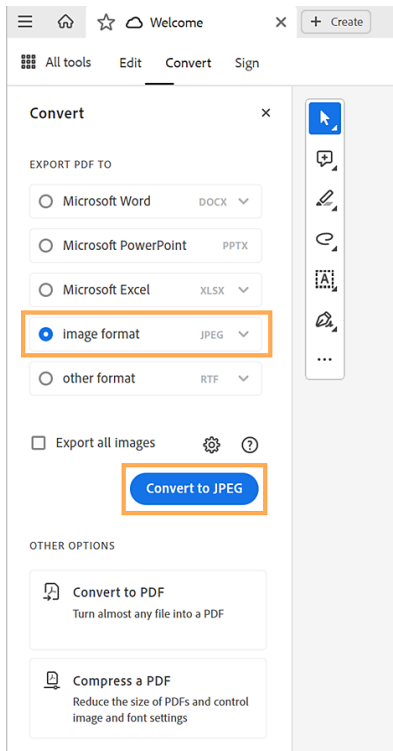 Welcome
Create
All tools
Edit
Convert
Sign
Convert
EXPORT PDF TO
Microsoft Word DOCX
Microsoft PowerPoint PPTX
Microsoft Excel XLSX
image format JPEG
other format RTF
Export all images
Convert to JPEG
OTHER OPTIONS
Convert to PDF
Turn almost any file into a PDF
Compress a PDF
Reduce the size of PDFs and control
image and font settings